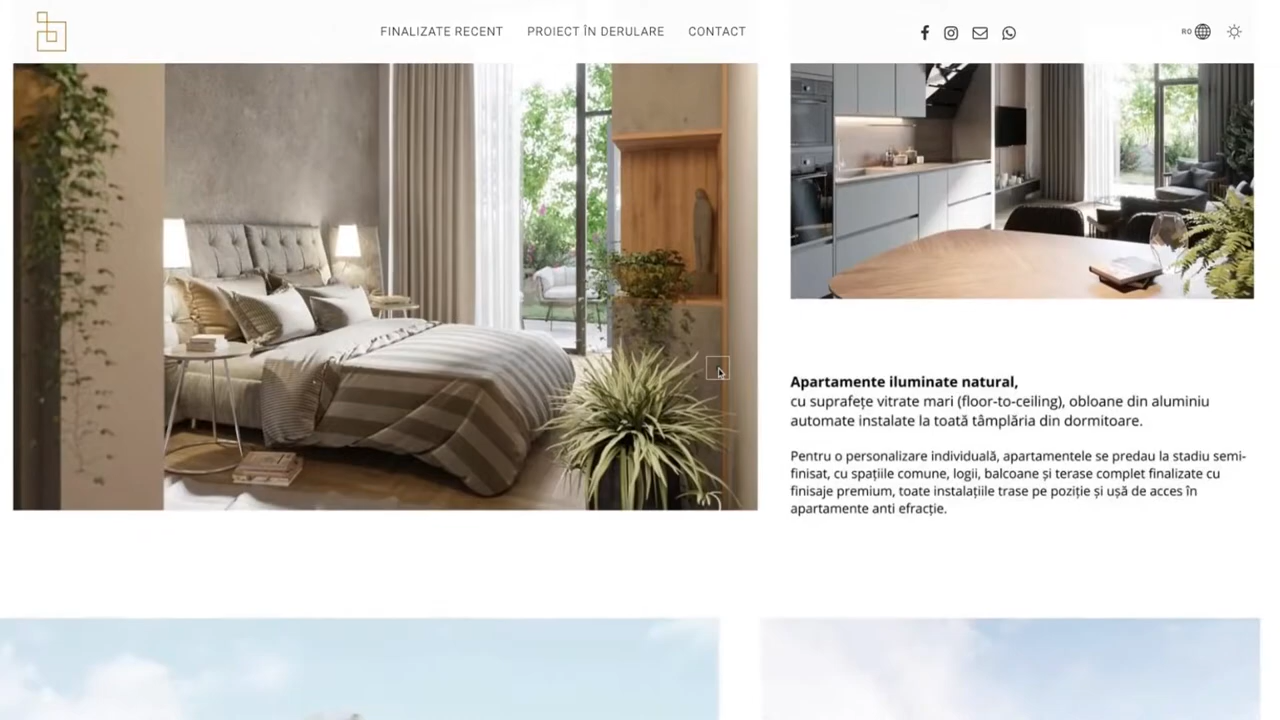 FINALIZATE RECENT
PROIECT ÎN DERULARE
CONTACT
RO
Apartamente iluminate natural,
cu suprafețe vitrate mari (floor-to-ceiling), obloane din aluminiu
automate instalate la toată tâmplăria din dormitoare.
Pentru o personalizare individuală, apartamentele se predau la stadiu semi-
finisat, cu spațiile comune, logii, balcoane și terase complet finalizate cu
finisaje premium, toate instalațiile trase pe poziție și ușă de acces în
apartamente anti efracție.